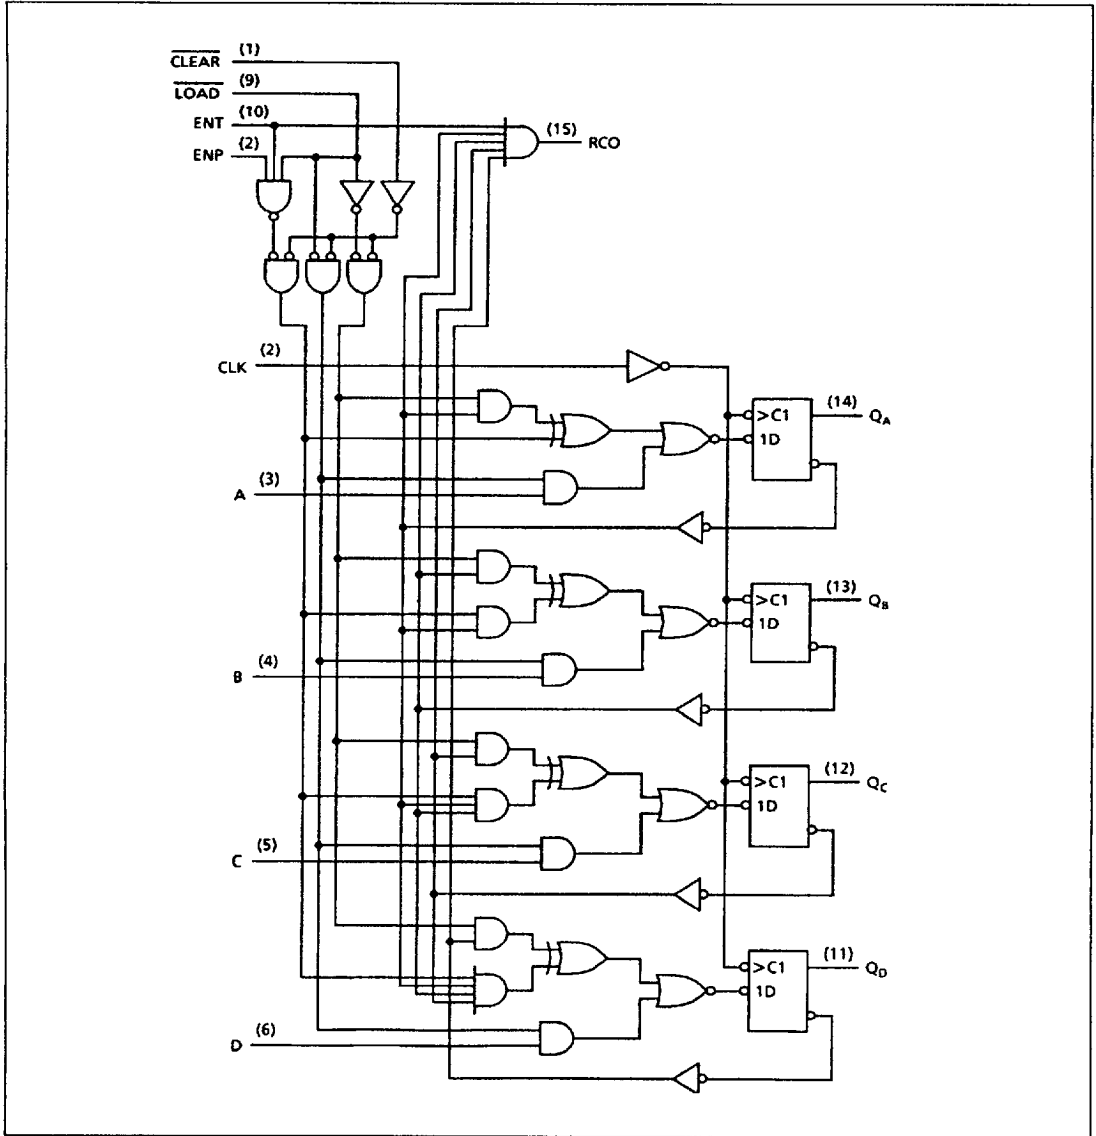 CLEAR (1)
LOAD (9)
ENT (10)
ENP (2)
(15) RCO
CLK (2)
>C1 (14) QA
1D
A (3)
>C1 (13) QB
1D
B (4)
>C1 (12) QC
1D
C (5)
>C1 (11) QD
1D
D (6)